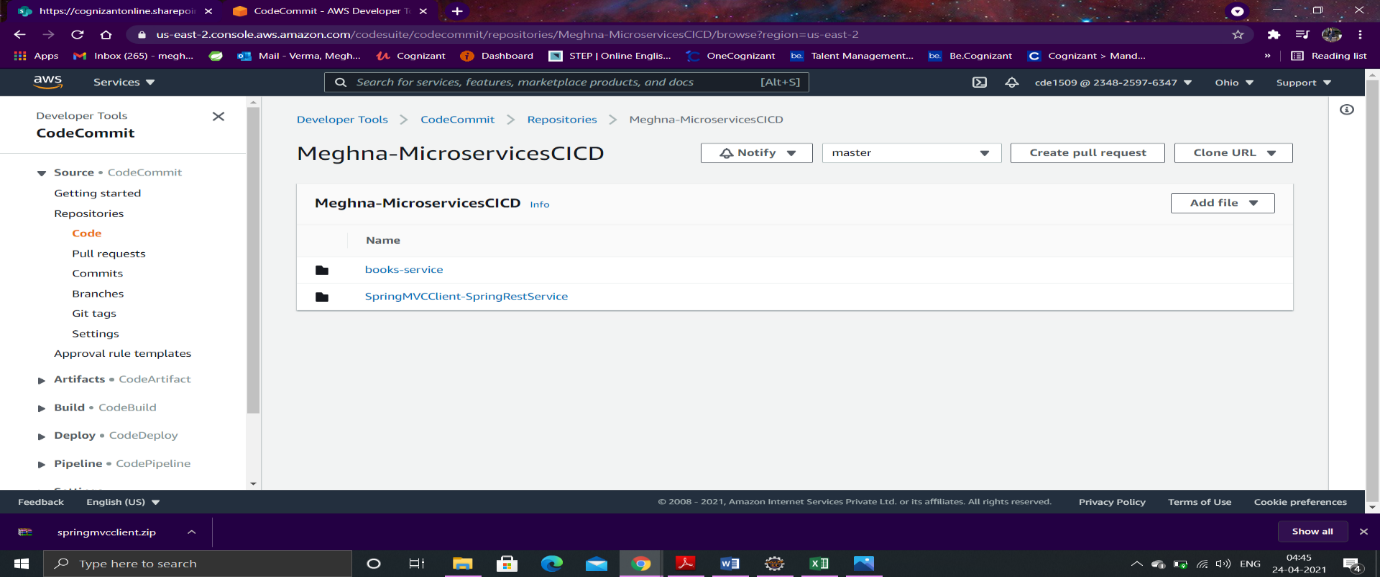 https://cognizantonline.sharepoi
CodeCommit - AWS Developer T
us-east-2.console.aws.amazon.com/codesuite/codecommit/repositories/Meghna-MicroservicesCICD/browse?region=us-east-2
Apps Inbox (265) - megh... Mail - Verma, Megh... Cognizant Dashboard STEP | Online Englis... OneCognizant be. Talent Management... be. Be.Cognizant Cognizant > Mand... » Reading list
aws Services Search for services, features, marketplace products, and docs [Alt+S] cde1509 @ 2348-2597-6347 Ohio Support
Developer Tools
CodeCommit
Source • CodeCommit
Getting started
Repositories
Code
Pull requests
Commits
Branches
Git tags
Settings
Approval rule templates
Artifacts • CodeArtifact
Build • CodeBuild
Deploy • CodeDeploy
Pipeline • CodePipeline
Developer Tools > CodeCommit > Repositories > Meghna-MicroservicesCICD
Meghna-MicroservicesCICD Notify master Create pull request Clone URL
Meghna-MicroservicesCICD Info Add file
Name
books-service
SpringMVCClient-SpringRestService
Feedback English (US) © 2008 - 2021, Amazon Internet Services Private Ltd. or its affiliates. All rights reserved. Privacy Policy Terms of Use Cookie preferences
springmvcclient.zip Show all
Type here to search ENG 04:45
24-04-2021 4